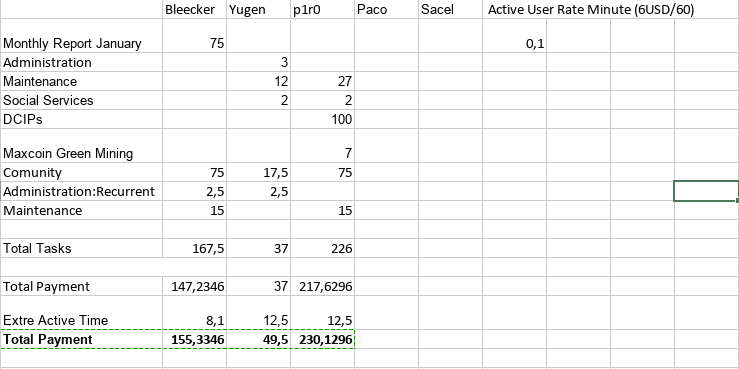 Bleecker Yugen p1r0 Paco Sacel Active User Rate Minute (6USD/60)
Monthly Report January 75 0,1
Administration 3
Maintenance 12 27
Social Services 2 2
DCIPs 100
Maxcoin Green Mining 7
Comunity 75 17,5 75
Administration:Recurrent 2,5 2,5
Maintenance 15 15
Total Tasks 167,5 37 226
Total Payment 147,2346 37 217,6296
Extre Active Time 8,1 12,5 12,5
Total Payment 155,3346 49,5 230,1296